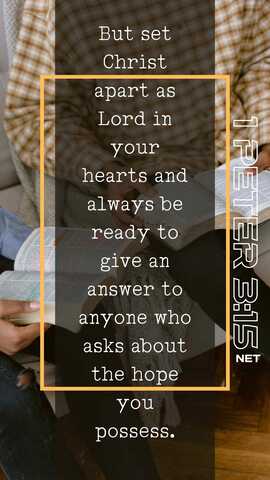 But set
Christ
apart as
Lord in
your
hearts and
always be
ready to
give an
answer to
anyone who
asks about
the hope
you
possess.
1 PETER 3:15
NET